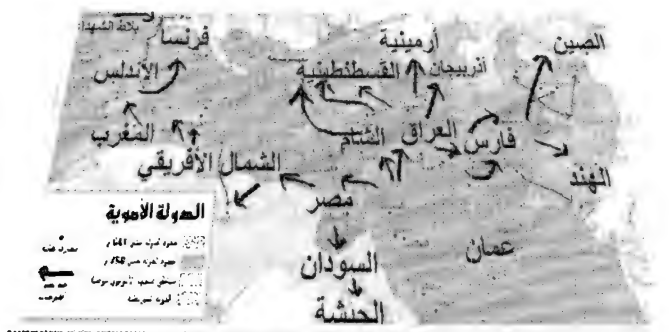 بلاط الشهداء
فرنسا
أرمينية
الصين
الأندلس
القسطنطينية
أذربيجان
المغرب
الشام
العراق
فارس
الشمال الأفريقي
الهند
مصر
عمان
السودان
الحبشة
الدولة الأموية